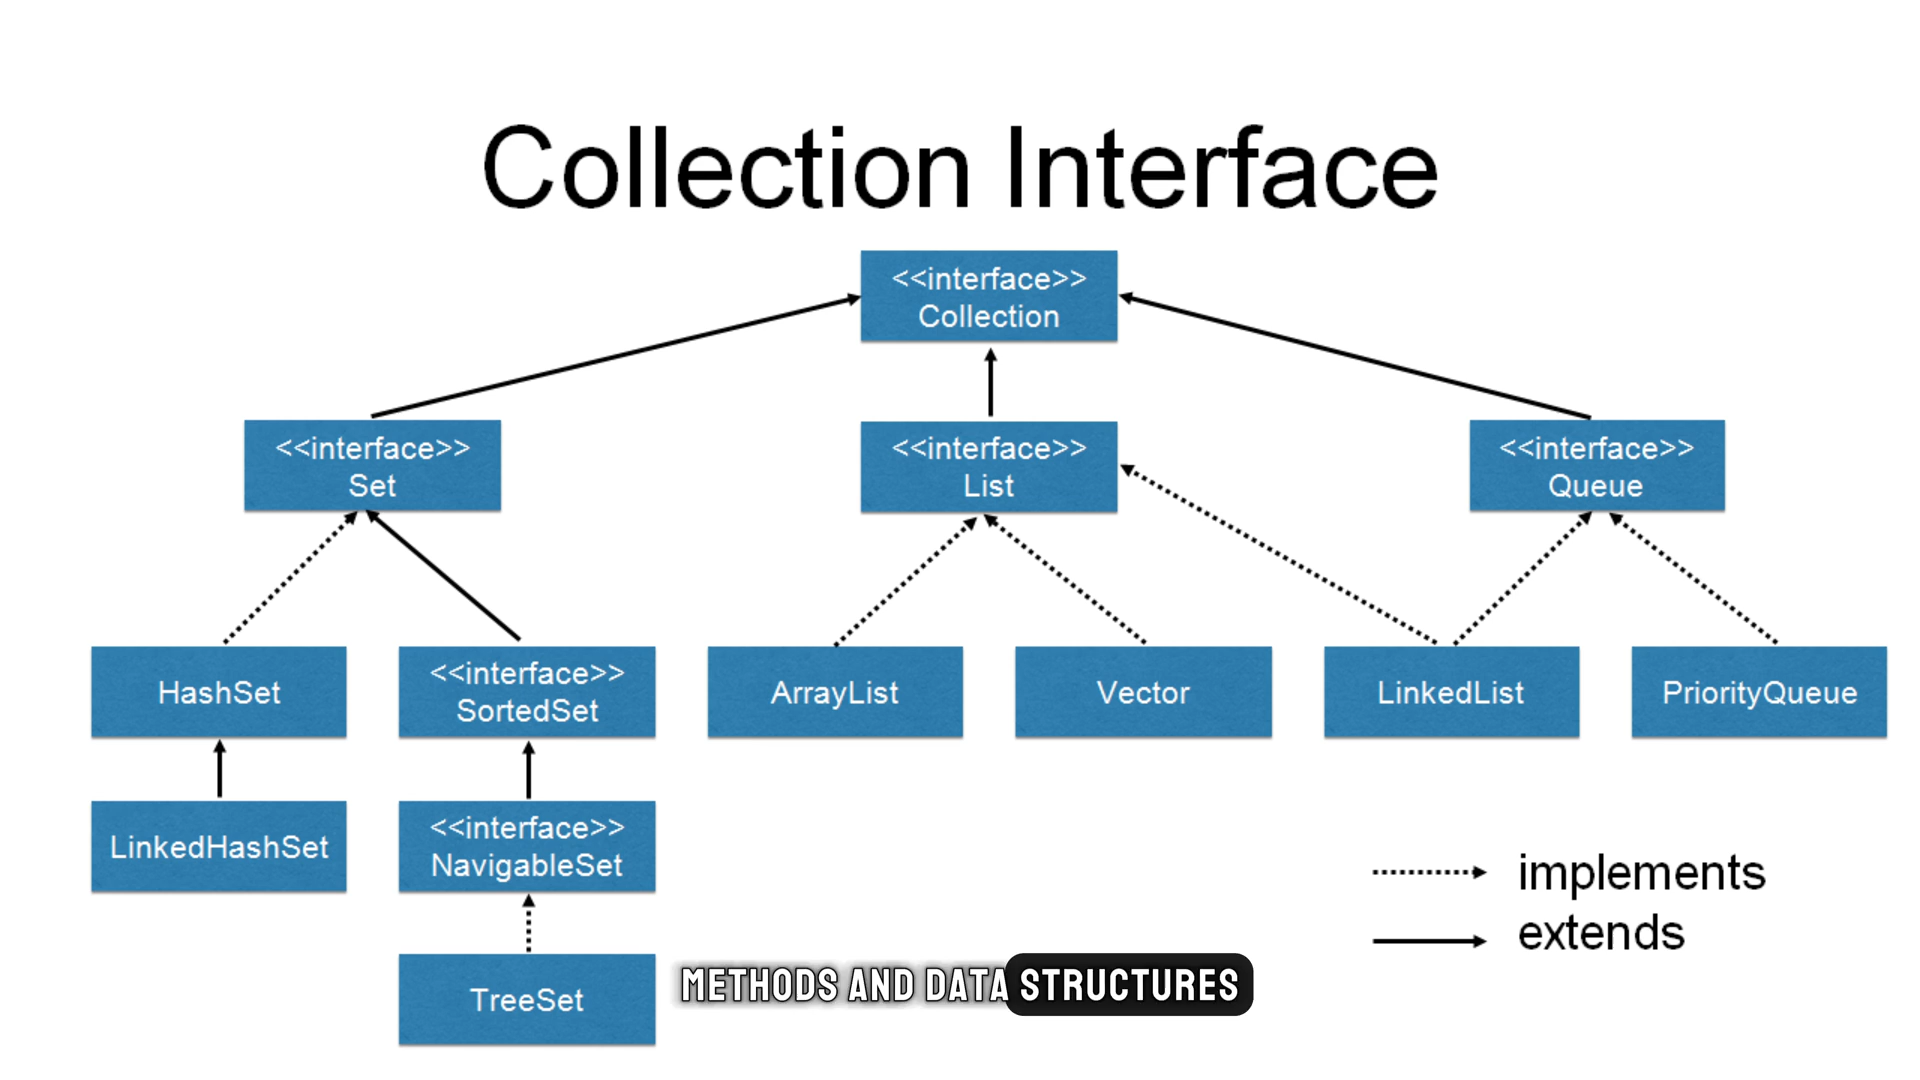 Collection Interface
<<interface>>
Collection
<<interface>>
Set
<<interface>>
List
<<interface>>
Queue
HashSet
<<interface>>
SortedSet
ArrayList
Vector
LinkedList
PriorityQueue
LinkedHashSet
<<interface>>
NavigableSet
implements
extends
TreeSet
METHODS AND DATA STRUCTURES